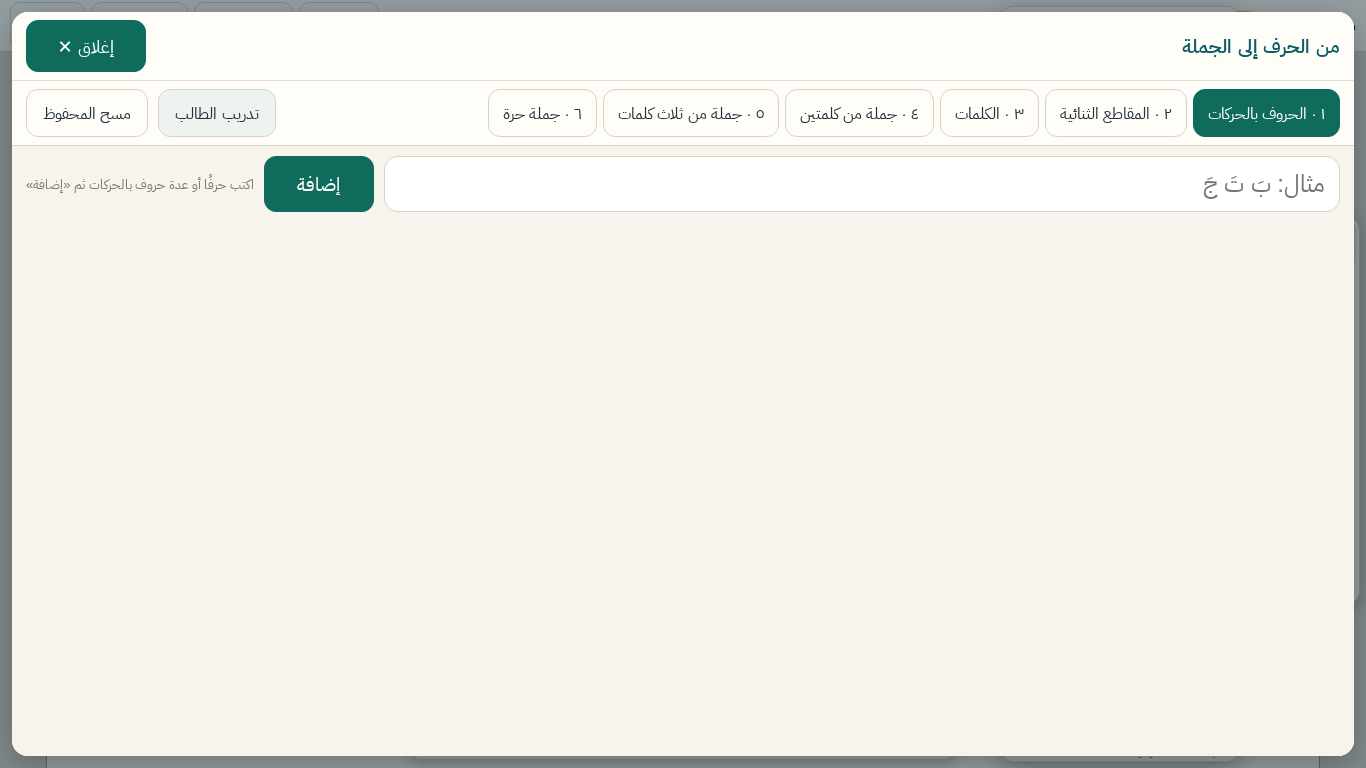 من الحرف إلى الجملة
إغلاق ✕
١ · الحروف بالحركات
٢ · المقاطع الثنائية
٣ · الكلمات
٤ · جملة من كلمتين
٥ · جملة من ثلاث كلمات
٦ · جملة حرة
تدريب الطالب
مسح المحفوظ
مثال: بَ تَ جَ
إضافة
اكتب حرفًا أو عدة حروف بالحركات ثم «إضافة»